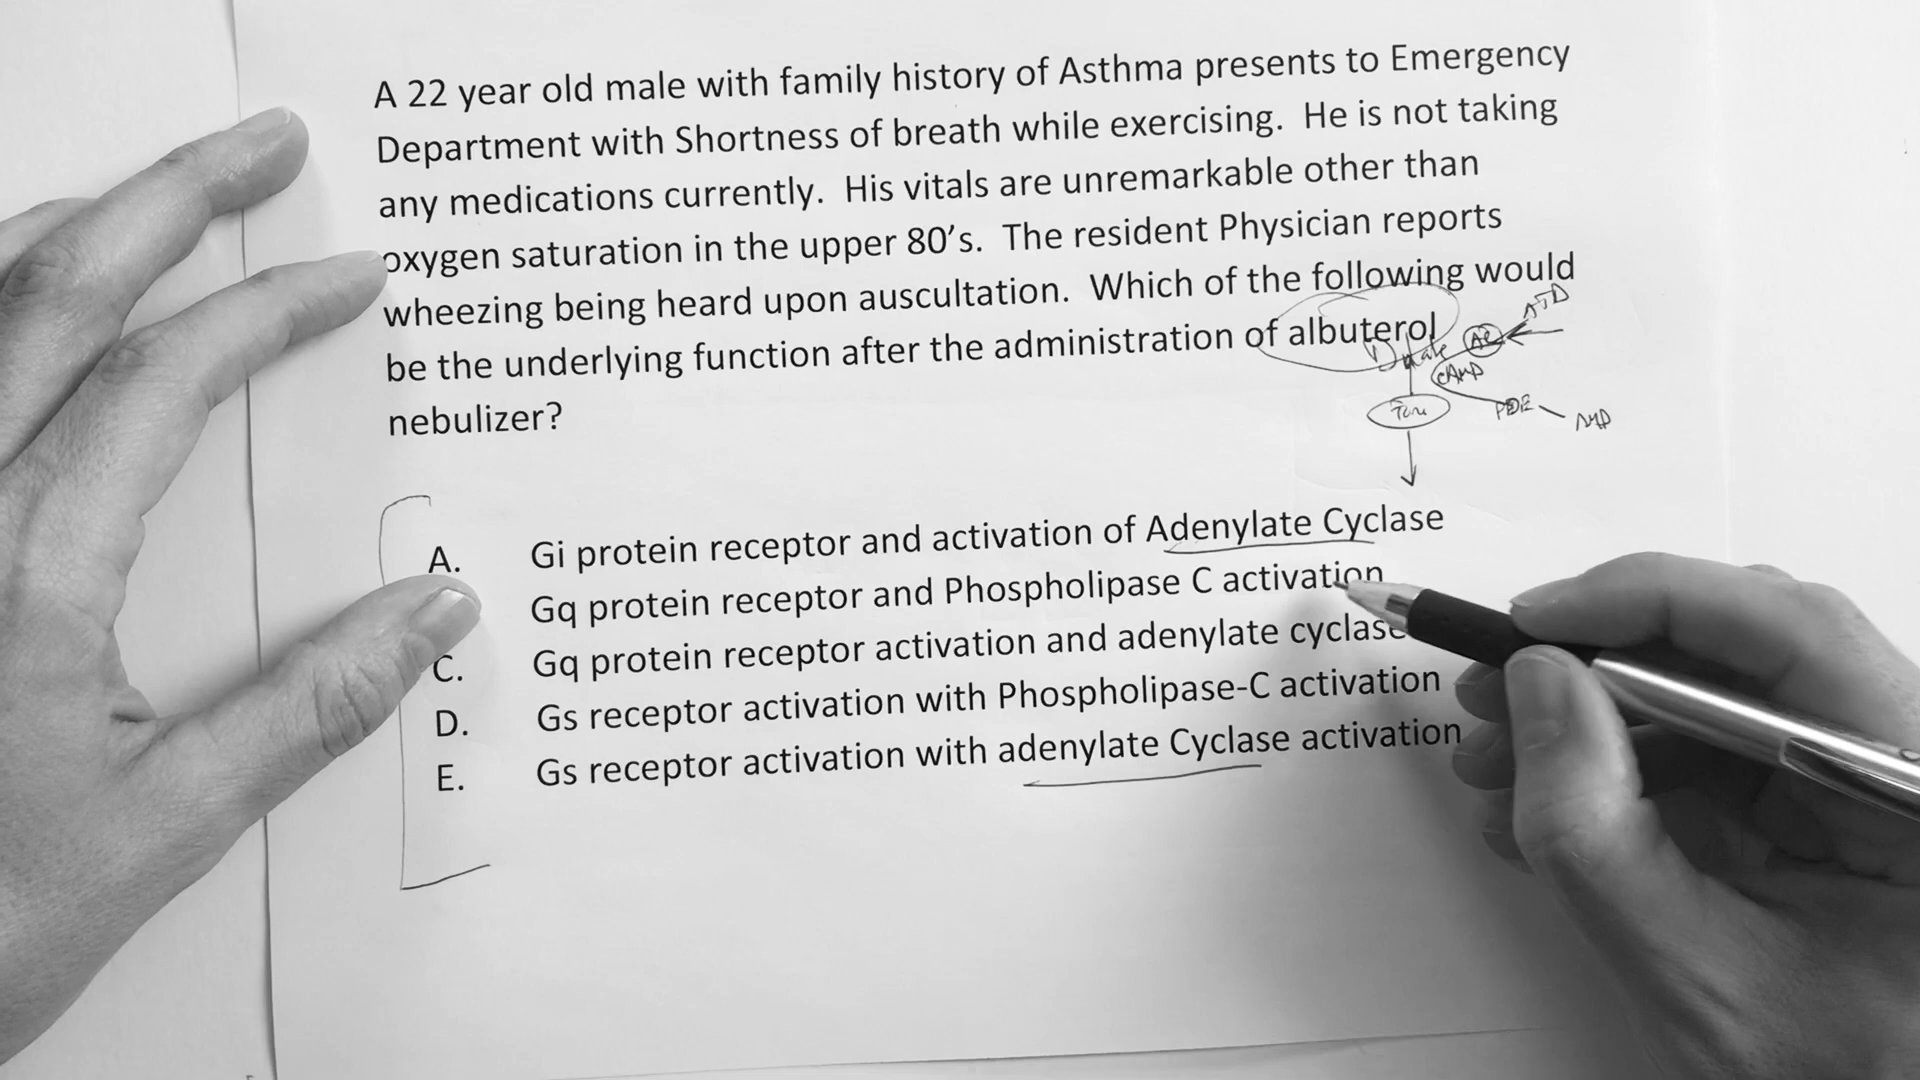 A 22 year old male with family history of Asthma presents to Emergency
Department with Shortness of breath while exercising. He is not taking
any medications currently. His vitals are unremarkable other than
oxygen saturation in the upper 80's. The resident Physician reports
wheezing being heard upon auscultation. Which of the following would
be the underlying function after the administration of albuterol
nebulizer?
AC
cAMP
PDE
A. Gi protein receptor and activation of Adenylate Cyclase
Gq protein receptor and Phospholipase C activation
C. Gq protein receptor activation and adenylate cyclase
D. Gs receptor activation with Phospholipase-C activation
E. Gs receptor activation with adenylate Cyclase activation